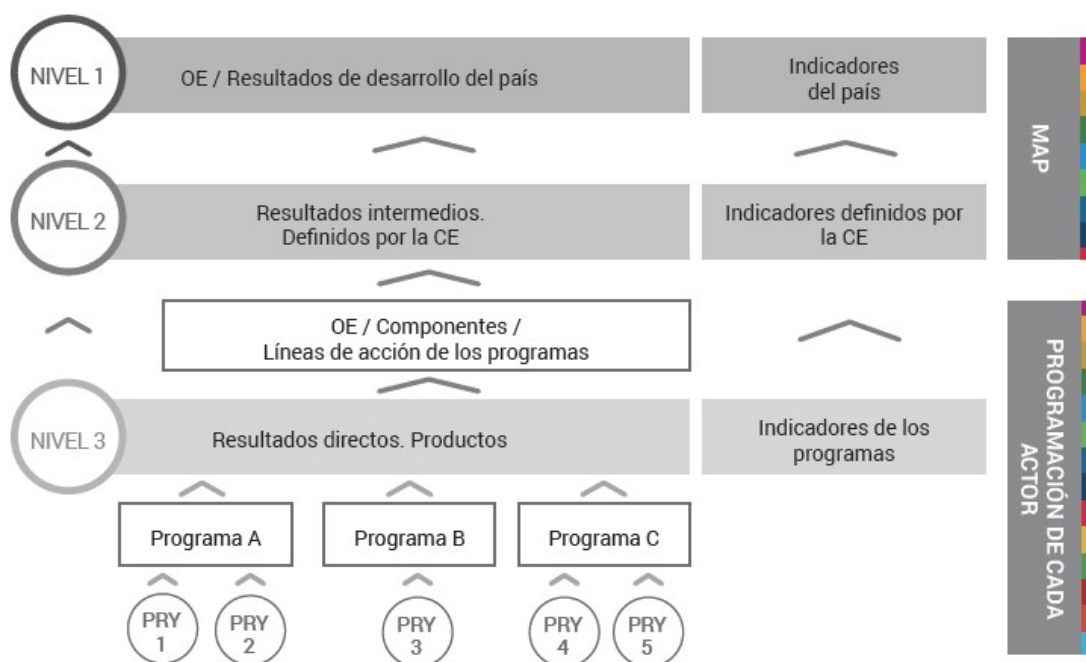 NIVEL 1
OE / Resultados de desarrollo del país
Indicadores
del país
MAP
NIVEL 2
Resultados intermedios.
Definidos por la CE
Indicadores definidos por
la CE
OE / Componentes /
Líneas de acción de los programas
NIVEL 3
Resultados directos. Productos
Indicadores de los
programas
PROGRAMACIÓN DE CADA
ACTOR
Programa A
Programa B
Programa C
PRY
1
PRY
2
PRY
3
PRY
4
PRY
5